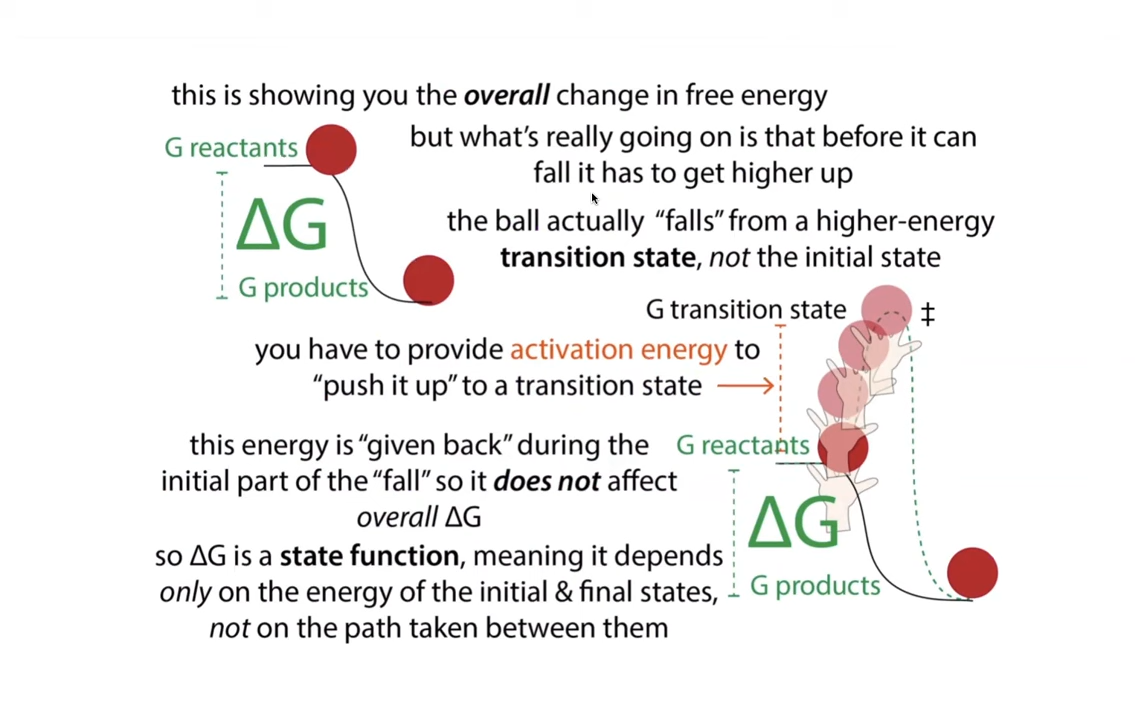 this is showing you the overall change in free energy
G reactants
ΔG
G products
but what's really going on is that before it can
fall it has to get higher up
the ball actually “falls” from a higher-energy
transition state, not the initial state
G transition state
‡
you have to provide activation energy to
“push it up” to a transition state
this energy is “given back” during the
initial part of the “fall” so it does not affect
overall ΔG
G reactants
ΔG
G products
so ΔG is a state function, meaning it depends
only on the energy of the initial & final states,
not on the path taken between them